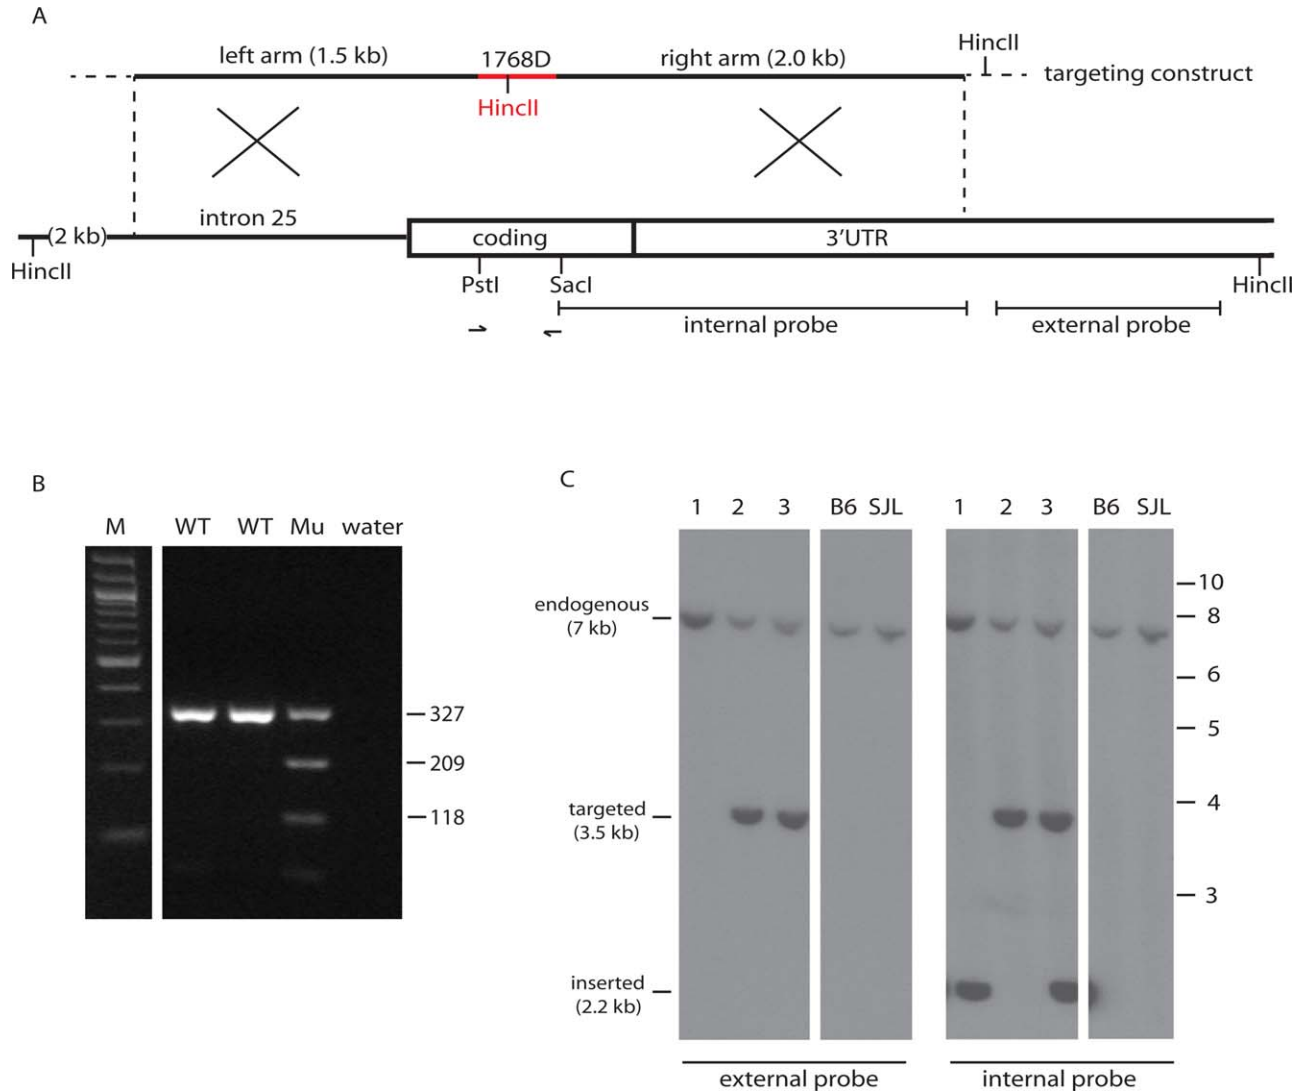 A
left arm (1.5 kb)
1768D
right arm (2.0 kb)
HincII
targeting construct
HincII
intron 25
(2 kb)
coding
3'UTR
HincII
PstI
SacI
HincII
internal probe
external probe
B
M WT WT Mu water
327
209
118
C
1 2 3 B6 SJL 1 2 3 B6 SJL
endogenous
(7 kb)
targeted
(3.5 kb)
inserted
(2.2 kb)
10
8
6
5
4
3
external probe
internal probe